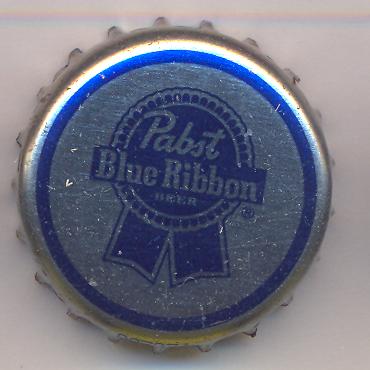 Pabst
Blue Ribbon
BEER
®